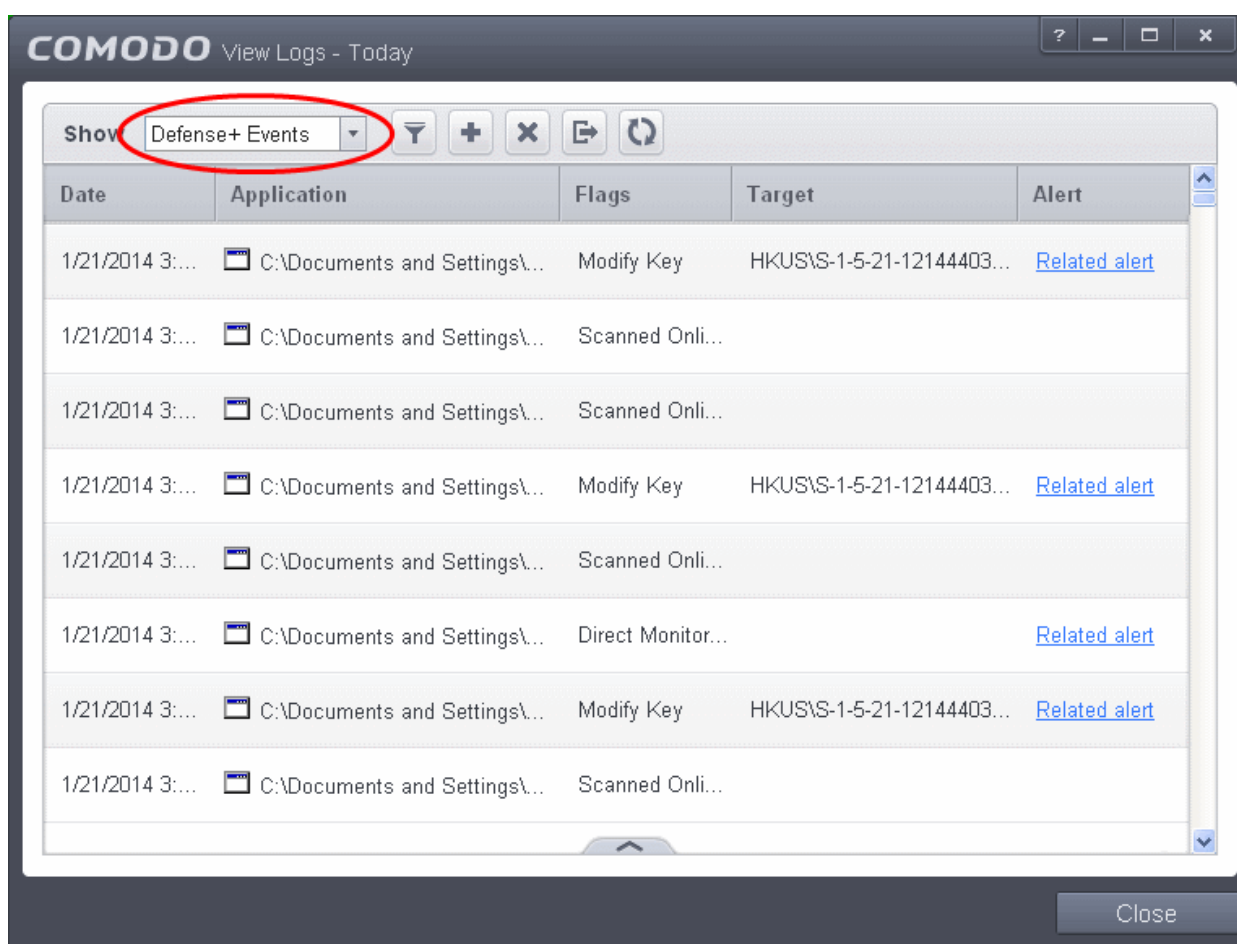 COMODO View Logs - Today
?
Show Defense+ Events
Date Application Flags Target Alert
1/21/2014 3:... C:\Documents and Settings\... Modify Key HKUS\S-1-5-21-12144403... Related alert
1/21/2014 3:... C:\Documents and Settings\... Scanned Onli...
1/21/2014 3:... C:\Documents and Settings\... Scanned Onli...
1/21/2014 3:... C:\Documents and Settings\... Modify Key HKUS\S-1-5-21-12144403... Related alert
1/21/2014 3:... C:\Documents and Settings\... Scanned Onli...
1/21/2014 3:... C:\Documents and Settings\... Direct Monitor... Related alert
1/21/2014 3:... C:\Documents and Settings\... Modify Key HKUS\S-1-5-21-12144403... Related alert
1/21/2014 3:... C:\Documents and Settings\... Scanned Onli...
Close